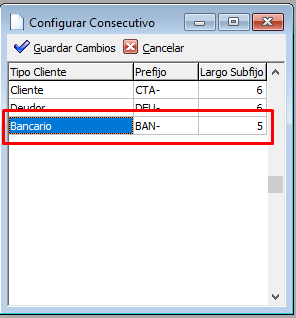 Configurar Consecutivo
Guardar Cambios Cancelar
Tipo Cliente Prefijo Largo Subfijo
Cliente CTA- 6
Deudor DEU- 6
Bancario BAN- 5